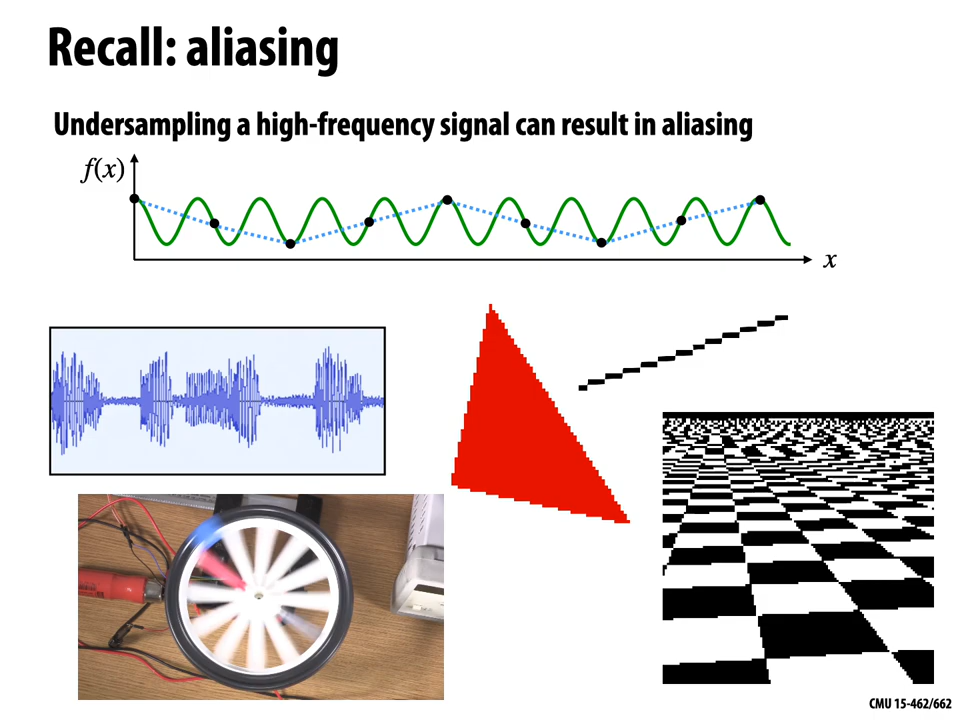 Recall: aliasing
Undersampling a high-frequency signal can result in aliasing
f(x)
x
CMU 15-462/662